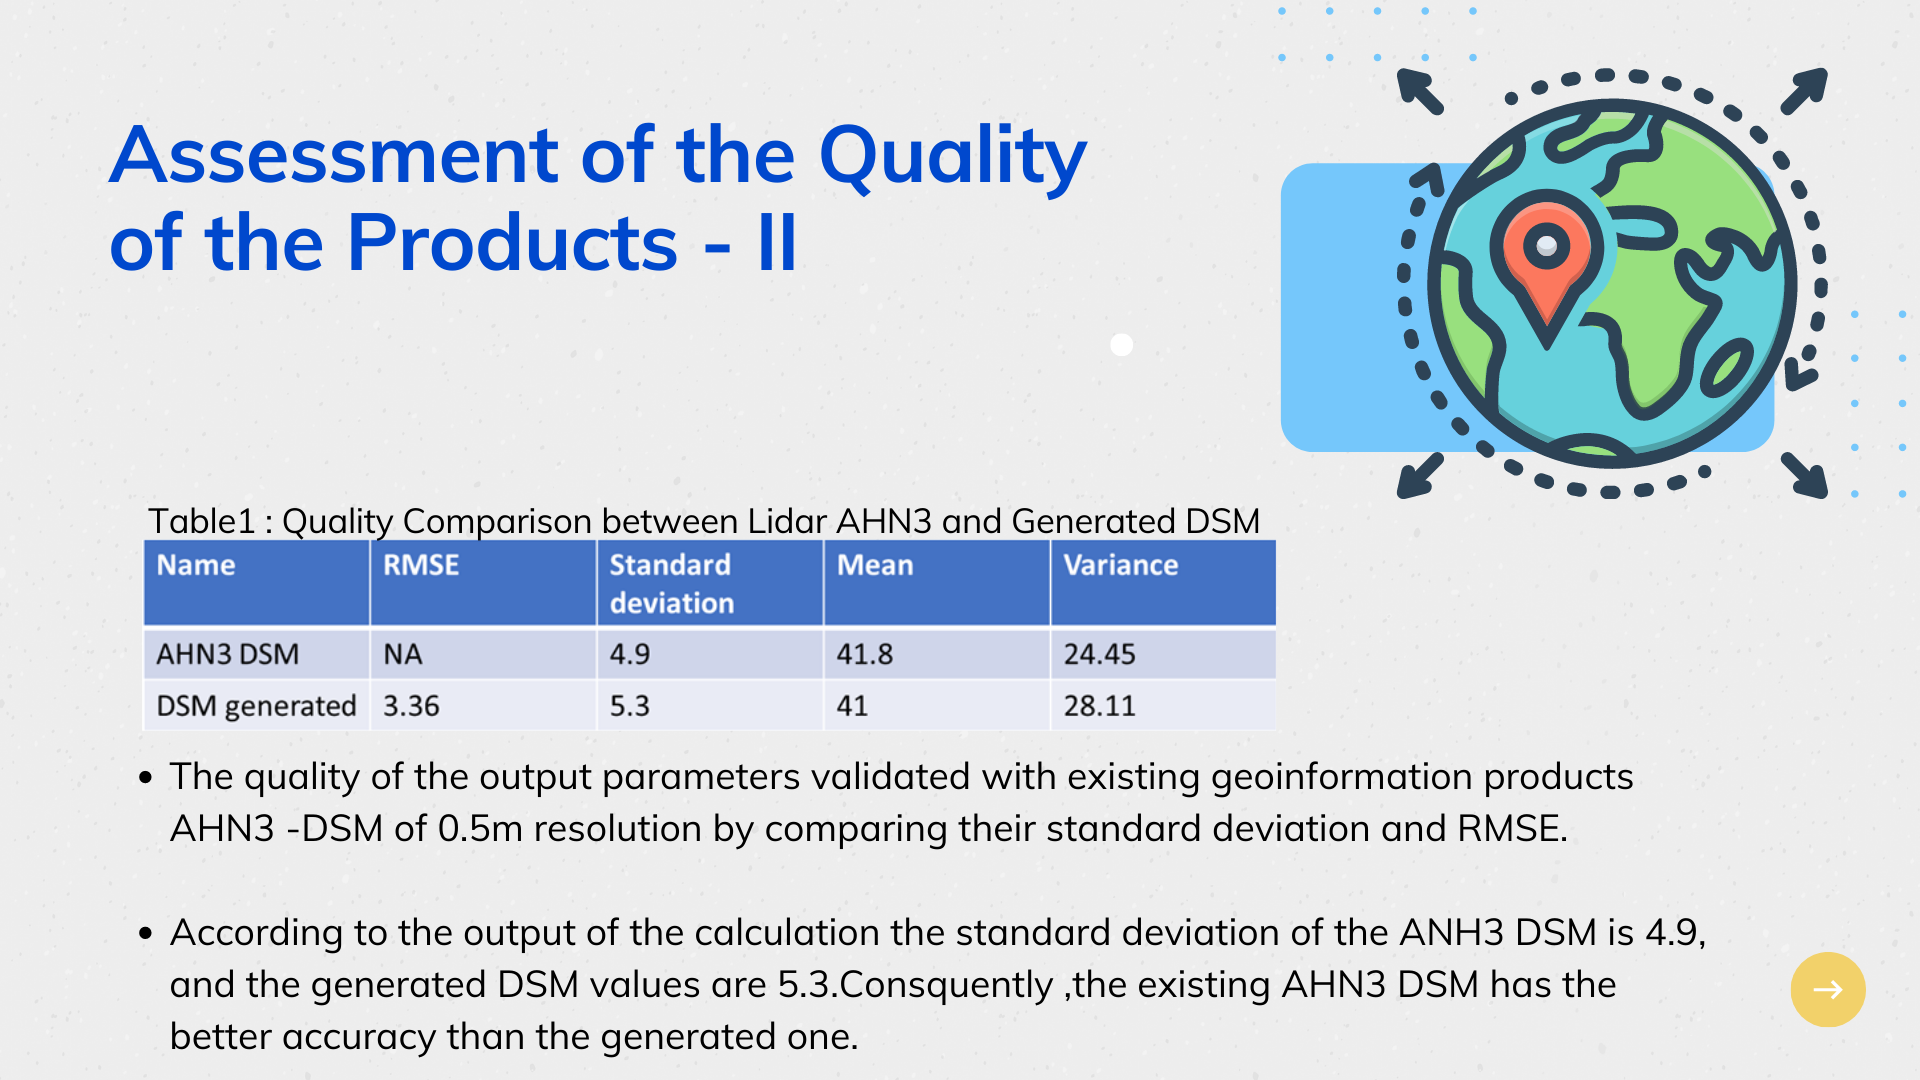 Assessment of the Quality
of the Products - II
Table1 : Quality Comparison between Lidar AHN3 and Generated DSM
Name RMSE Standard deviation Mean Variance
AHN3 DSM NA 4.9 41.8 24.45
DSM generated 3.36 5.3 41 28.11
• The quality of the output parameters validated with existing geoinformation products
AHN3 -DSM of 0.5m resolution by comparing their standard deviation and RMSE.
• According to the output of the calculation the standard deviation of the ANH3 DSM is 4.9,
and the generated DSM values are 5.3.Consquently ,the existing AHN3 DSM has the
better accuracy than the generated one.